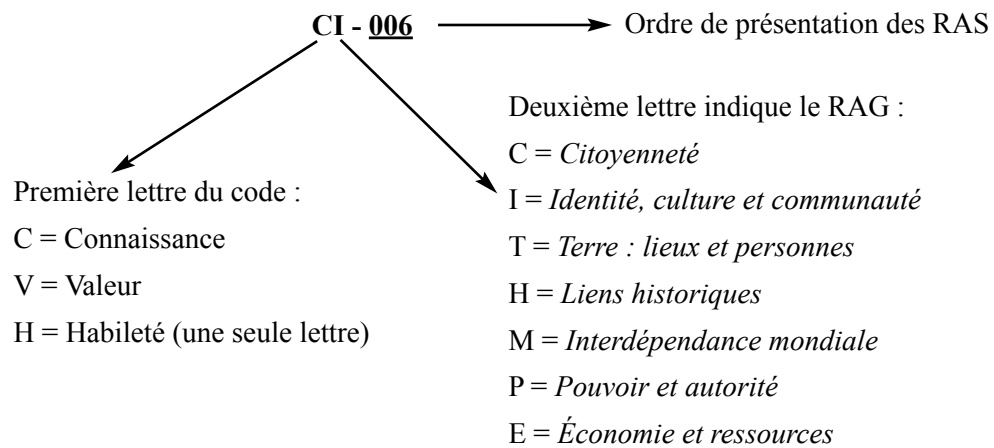 CI - 006
Ordre de présentation des RAS
Première lettre du code :
C = Connaissance
V = Valeur
H = Habileté (une seule lettre)
Deuxième lettre indique le RAG :
C = Citoyenneté
I = Identité, culture et communauté
T = Terre : lieux et personnes
H = Liens historiques
M = Interdépendance mondiale
P = Pouvoir et autorité
E = Économie et ressources